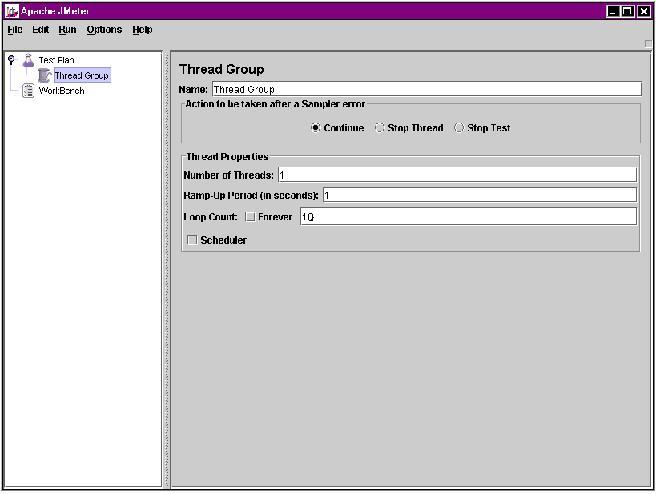 Apache JMeter
File Edit Run Options Help
Test Plan
Thread Group
WorkBench
Thread Group
Name: Thread Group
Action to be taken after a Sampler error
Continue Stop Thread Stop Test
Thread Properties
Number of Threads: 1
Ramp-Up Period (in seconds): 1
Loop Count: Forever 10
Scheduler